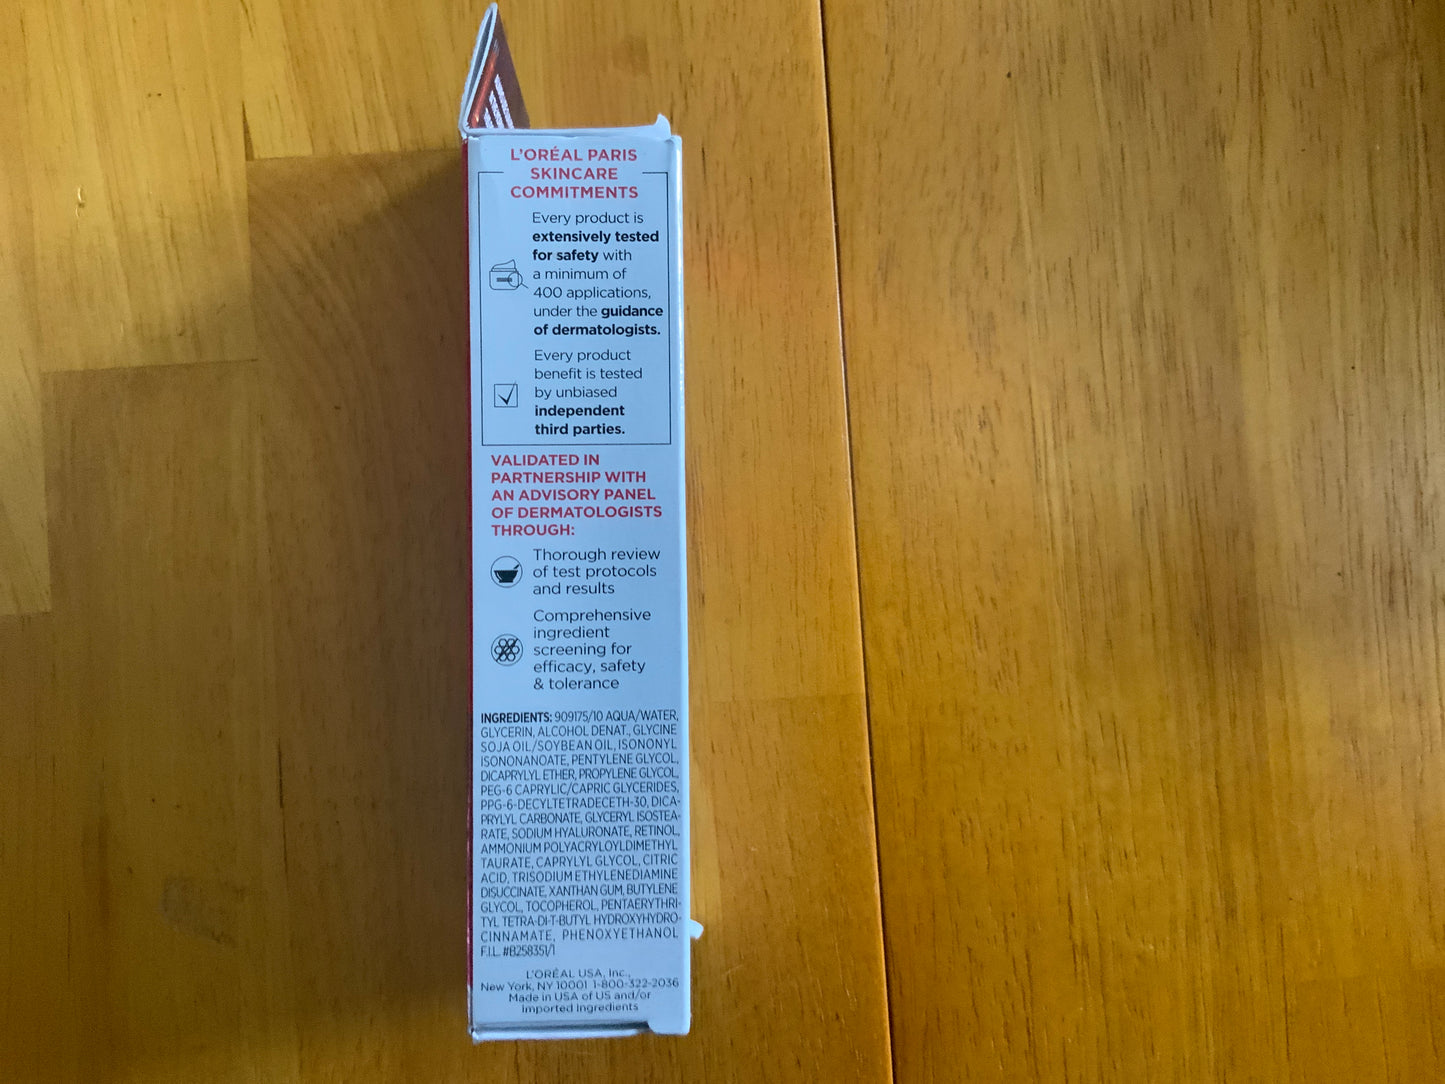 L'ORÉAL PARIS
SKINCARE
COMMITMENTS
Every product is
extensively tested
for safety with
a minimum of
400 applications,
under the guidance
of dermatologists.
Every product
benefit is tested
by unbiased
independent
third parties.
VALIDATED IN
PARTNERSHIP WITH
AN ADVISORY PANEL
OF DERMATOLOGISTS
THROUGH:
Thorough review
of test protocols
and results
Comprehensive
ingredient
screening for
efficacy, safety
& tolerance
INGREDIENTS: 909175/10 AQUA/WATER,
GLYCERIN, ALCOHOL DENAT., GLYCINE
SOJA OIL/SOYBEAN OIL, ISONONYL
ISONONANOATE, PENTYLENE GLYCOL,
DICAPRYLYL ETHER, PROPYLENE GLYCOL,
PEG-6 CAPRYLIC/CAPRIC GLYCERIDES,
PPG-6-DECYLTETRADECETH-30, DICA-
PRYLYL CARBONATE, GLYCERYL ISOSTEA-
RATE, SODIUM HYALURONATE, RETINOL,
AMMONIUM POLYACRYLOYLDIMETHYL
TAURATE, CAPRYLYL GLYCOL, CITRIC
ACID, TRISODIUM ETHYLENEDIAMINE
DISUCCINATE, XANTHAN GUM, BUTYLENE
GLYCOL, TOCOPHEROL, PENTAERYTHRI-
TYL TETRA-DI-T-BUTYL HYDROXYHYDRO-
CINNAMATE, PHENOXYETHANOL
F.I.L. #B258351/1
L'ORÉAL USA, Inc.,
New York, NY 10001 1-800-322-2036
Made in USA of US and/or
Imported Ingredients